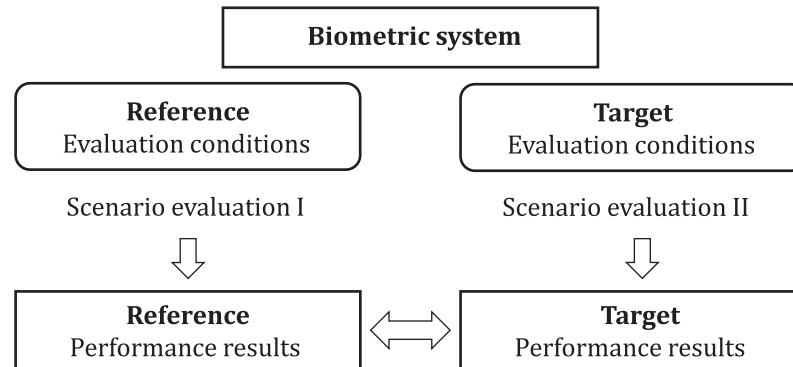 Biometric system
Reference
Evaluation conditions
Target
Evaluation conditions
Scenario evaluation I
Scenario evaluation II
Reference
Performance results
Target
Performance results